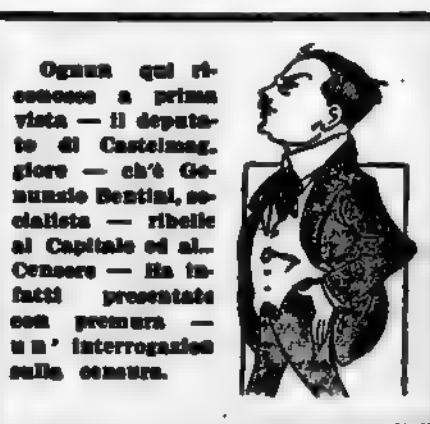 Ognun qui ri-
conosce a prima
vista — il deputa-
to di Castelmag-
giore — ch'è Ge-
nunzio Bentini, so-
cialista — ribelle
al Capitale ed al...
Censore — Ha in-
fatti presentata
con premura —
un' interrogazion
sulla censura.